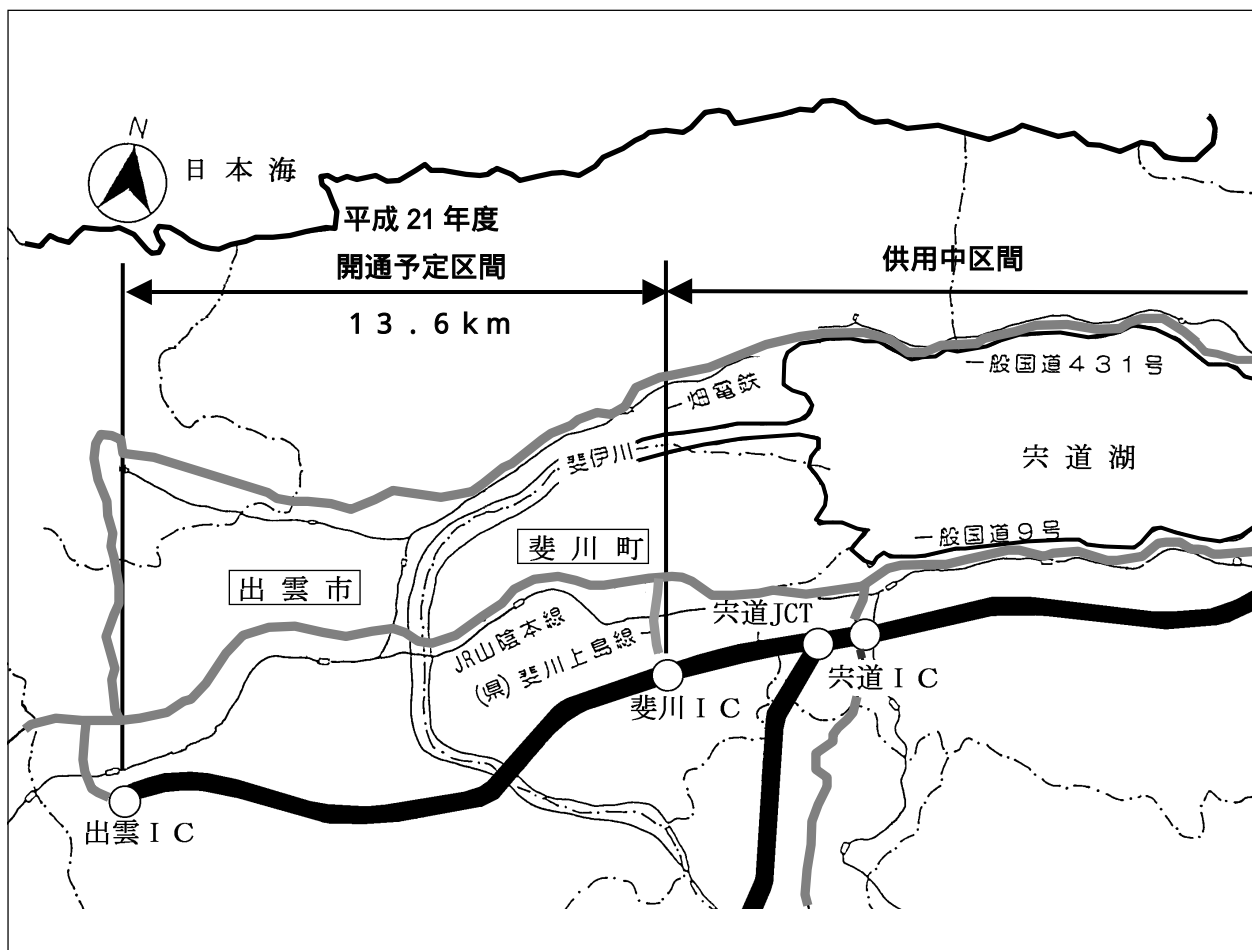 N
日本海
平成21年度
開通予定区間
13.6km
供用中区間
一般国道431号
一畑電鉄
斐伊川
宍道湖
一般国道9号
斐川町
出雲市
宍道JCT
JR山陰本線
(県)斐川上島線
宍道IC
斐川IC
出雲IC